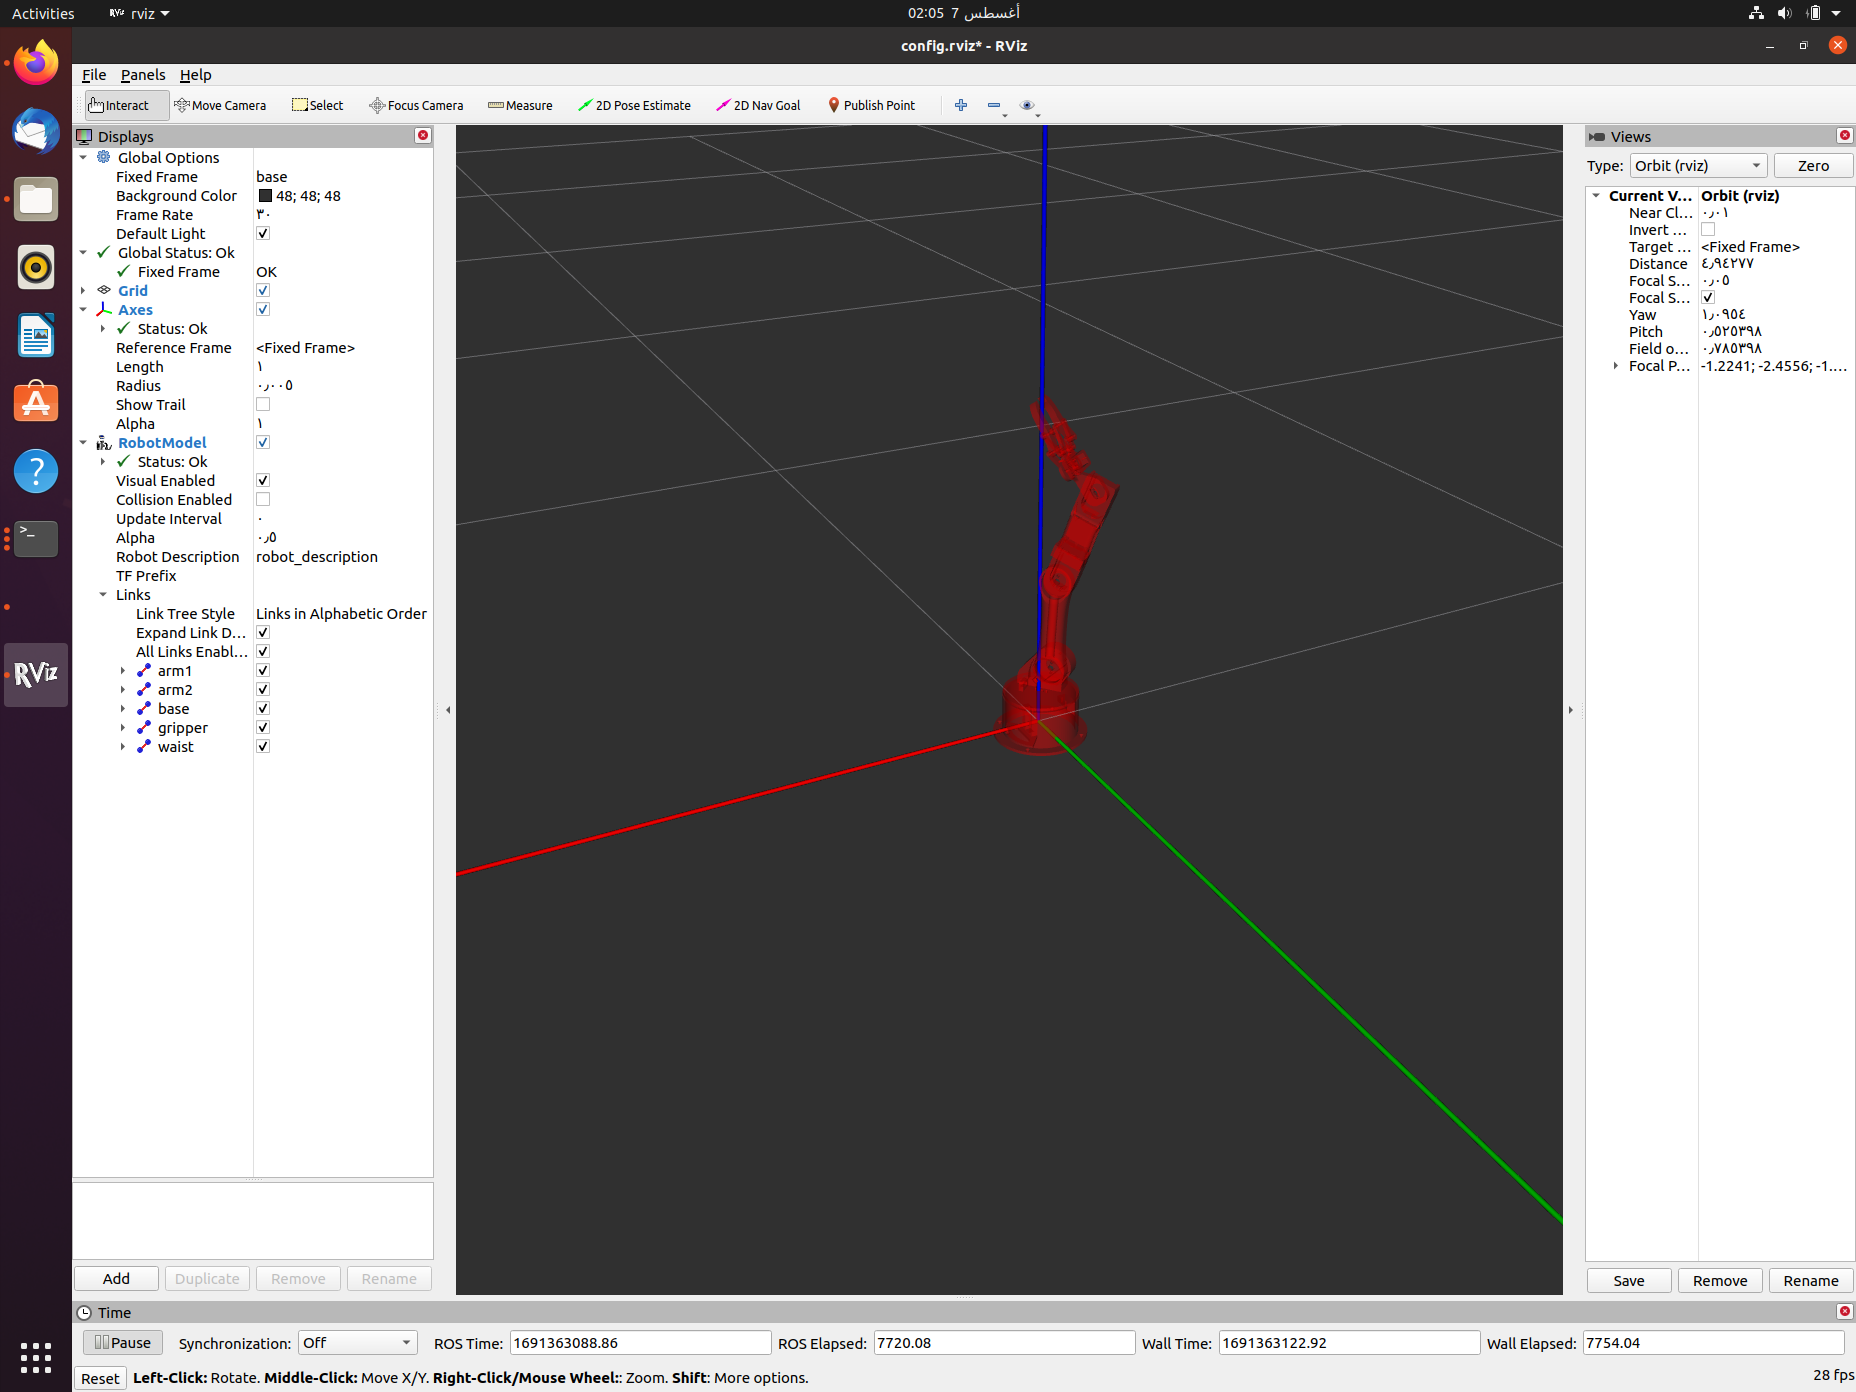 Activities
RViz rviz
02:05 7 أغسطس
config.rviz* - RViz
File Panels Help
Interact Move Camera Select Focus Camera Measure 2D Pose Estimate 2D Nav Goal Publish Point
Displays
Global Options
Fixed Frame base
Background Color 48; 48; 48
Frame Rate ٣٠
Default Light
Global Status: Ok
Fixed Frame OK
Grid
Axes
Status: Ok
Reference Frame <Fixed Frame>
Length ١
Radius ٠٫٠٠٥
Show Trail
Alpha ١
RobotModel
Status: Ok
Visual Enabled
Collision Enabled
Update Interval ٠
Alpha ٠٫٥
Robot Description robot_description
TF Prefix
Links
Link Tree Style Links in Alphabetic Order
Expand Link D...
All Links Enabl...
arm1
arm2
base
gripper
waist
Add Duplicate Remove Rename
Views
Type: Orbit (rviz) Zero
Current V... Orbit (rviz)
Near Cl... ٠٫٠١
Invert ...
Target ... <Fixed Frame>
Distance ٤٫٩٤٢٧٧
Focal S... ٠٫٠٥
Focal S...
Yaw ١٫٠٩٥٤
Pitch ٠٫٥٢٥٣٩٨
Field o... ٠٫٧٨٥٣٩٨
Focal P... -1.2241; -2.4556; -1....
Save Remove Rename
RViz
Time
Pause Synchronization: Off ROS Time: 1691363088.86 ROS Elapsed: 7720.08 Wall Time: 1691363122.92 Wall Elapsed: 7754.04
Reset Left-Click: Rotate. Middle-Click: Move X/Y. Right-Click/Mouse Wheel:: Zoom. Shift: More options. 28 fps